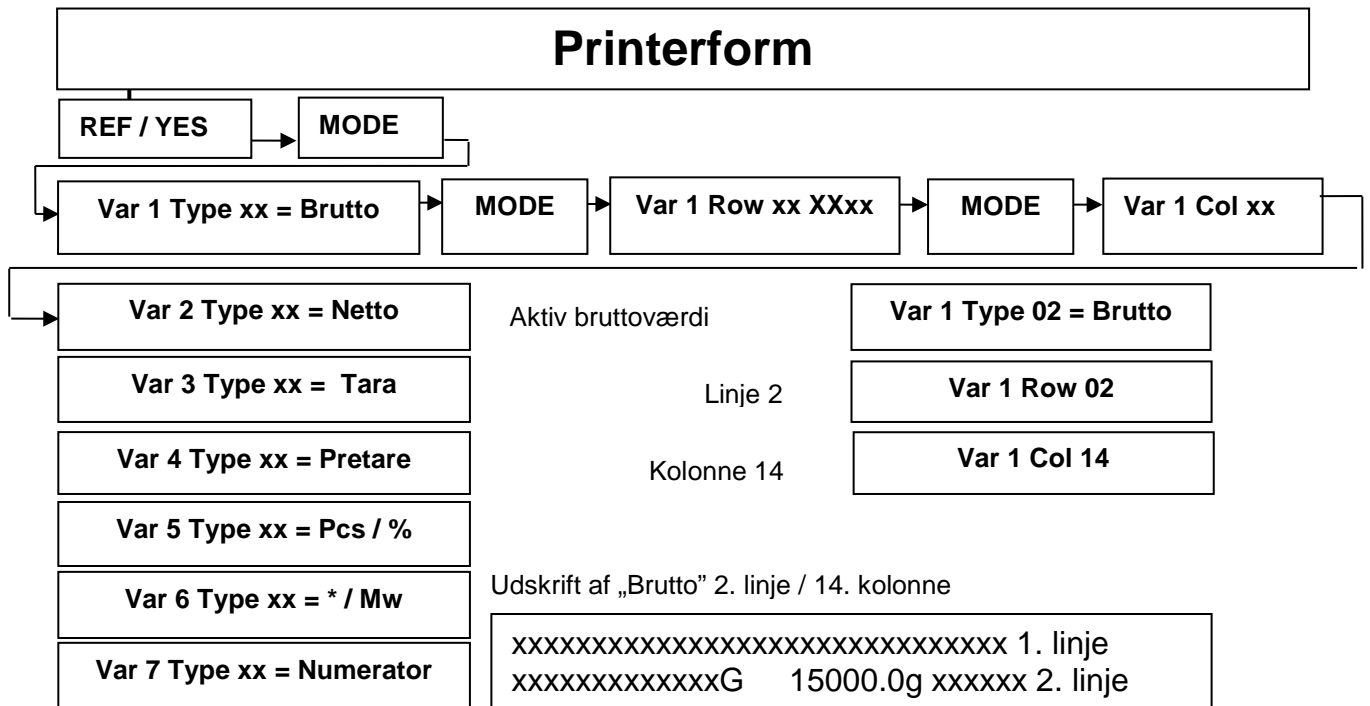 Printerform
REF / YES
MODE
Var 1 Type xx = Brutto
MODE
Var 1 Row xx XXxx
MODE
Var 1 Col xx
Var 2 Type xx = Netto
Aktiv bruttoværdi
Var 1 Type 02 = Brutto
Var 3 Type xx = Tara
Linje 2
Var 1 Row 02
Var 4 Type xx = Pretare
Kolonne 14
Var 1 Col 14
Var 5 Type xx = Pcs / %
Var 6 Type xx = * / Mw
Udskrift af „Brutto” 2. linje / 14. kolonne
Var 7 Type xx = Numerator
xxxxxxxxxxxxxxxxxxxxxxxxxxxxxxx 1. linje
xxxxxxxxxxxxxG 15000.0g xxxxxx 2. linje